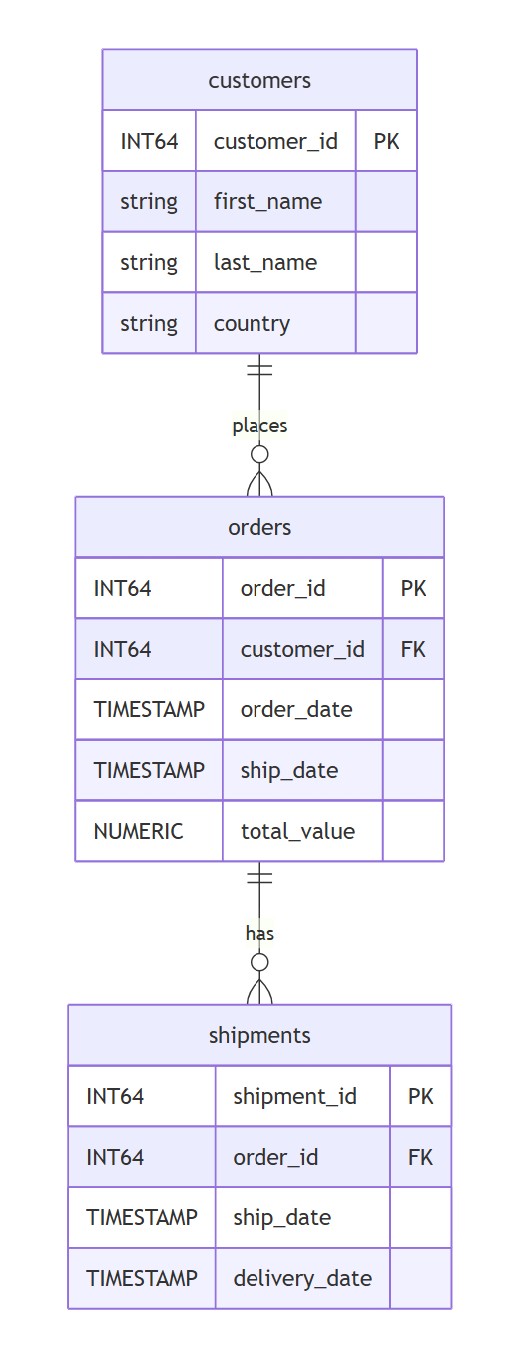 customers
INT64 customer_id PK
string first_name
string last_name
string country
places
orders
INT64 order_id PK
INT64 customer_id FK
TIMESTAMP order_date
TIMESTAMP ship_date
NUMERIC total_value
has
shipments
INT64 shipment_id PK
INT64 order_id FK
TIMESTAMP ship_date
TIMESTAMP delivery_date